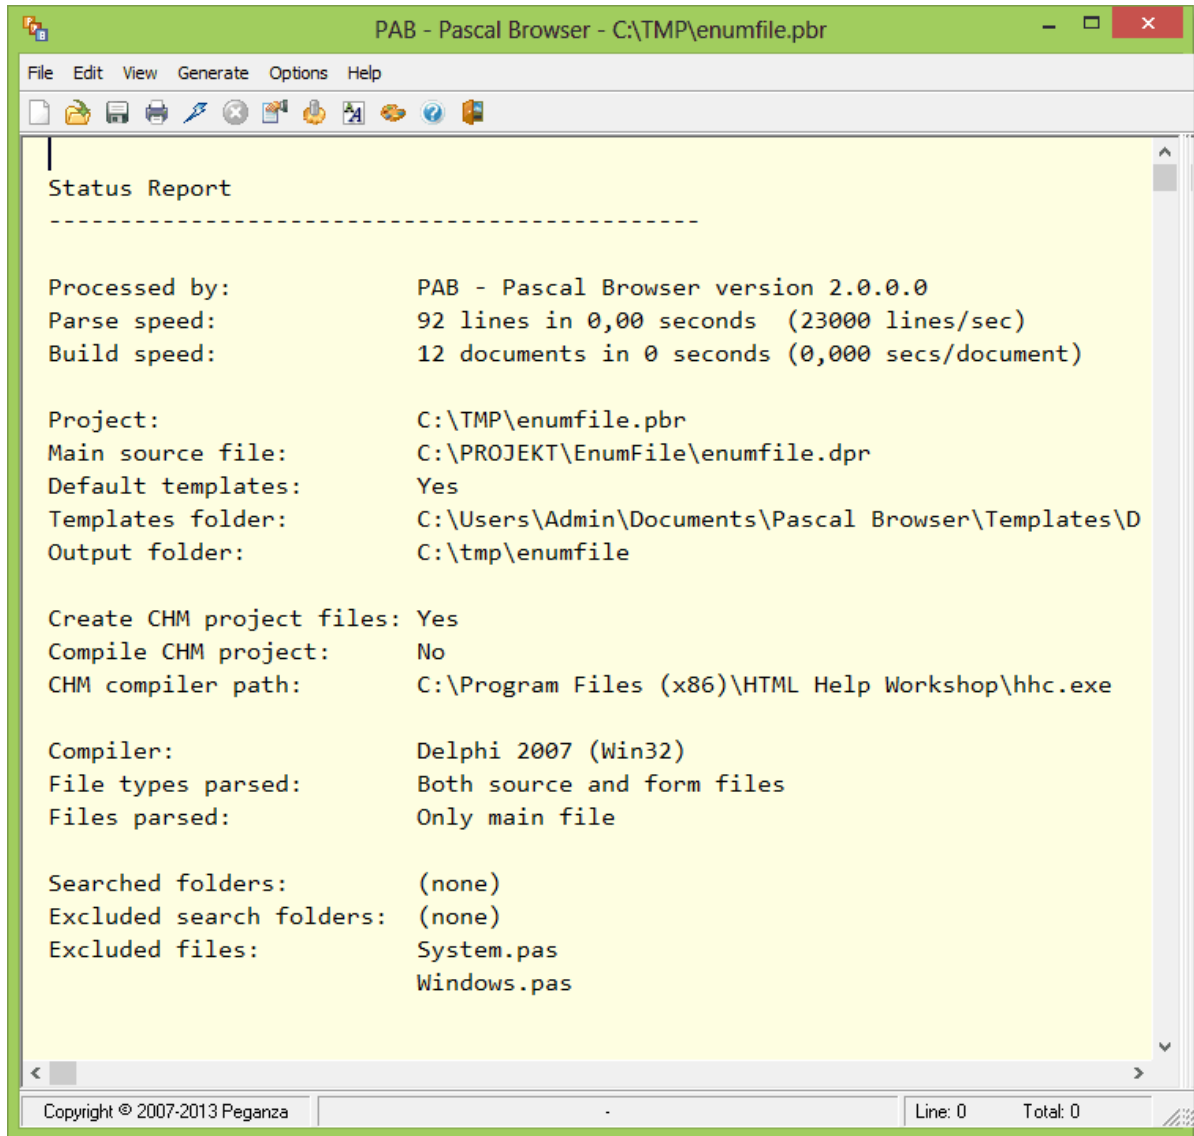 PAB - Pascal Browser - C:\TMP\enumfile.pbr
File Edit View Generate Options Help
Status Report
----------------------------------------------
Processed by: PAB - Pascal Browser version 2.0.0.0
Parse speed: 92 lines in 0,00 seconds  (23000 lines/sec)
Build speed: 12 documents in 0 seconds (0,000 secs/document)
Project: C:\TMP\enumfile.pbr
Main source file: C:\PROJEKT\EnumFile\enumfile.dpr
Default templates: Yes
Templates folder: C:\Users\Admin\Documents\Pascal Browser\Templates\D
Output folder: C:\tmp\enumfile
Create CHM project files: Yes
Compile CHM project: No
CHM compiler path: C:\Program Files (x86)\HTML Help Workshop\hhc.exe
Compiler: Delphi 2007 (Win32)
File types parsed: Both source and form files
Files parsed: Only main file
Searched folders: (none)
Excluded search folders: (none)
Excluded files: System.pas
Windows.pas
Copyright © 2007-2013 Peganza - Line: 0 Total: 0